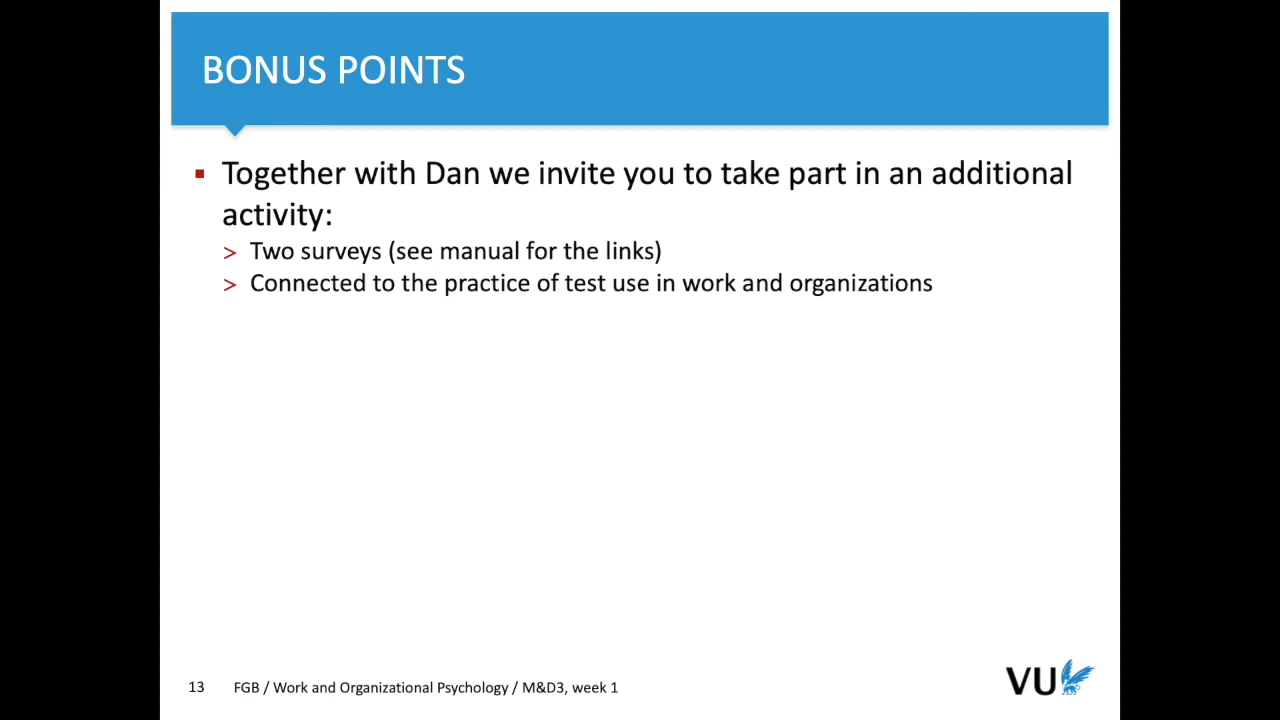 BONUS POINTS
▪ Together with Dan we invite you to take part in an additional
activity:
> Two surveys (see manual for the links)
> Connected to the practice of test use in work and organizations
13 FGB / Work and Organizational Psychology / M&D3, week 1
VU